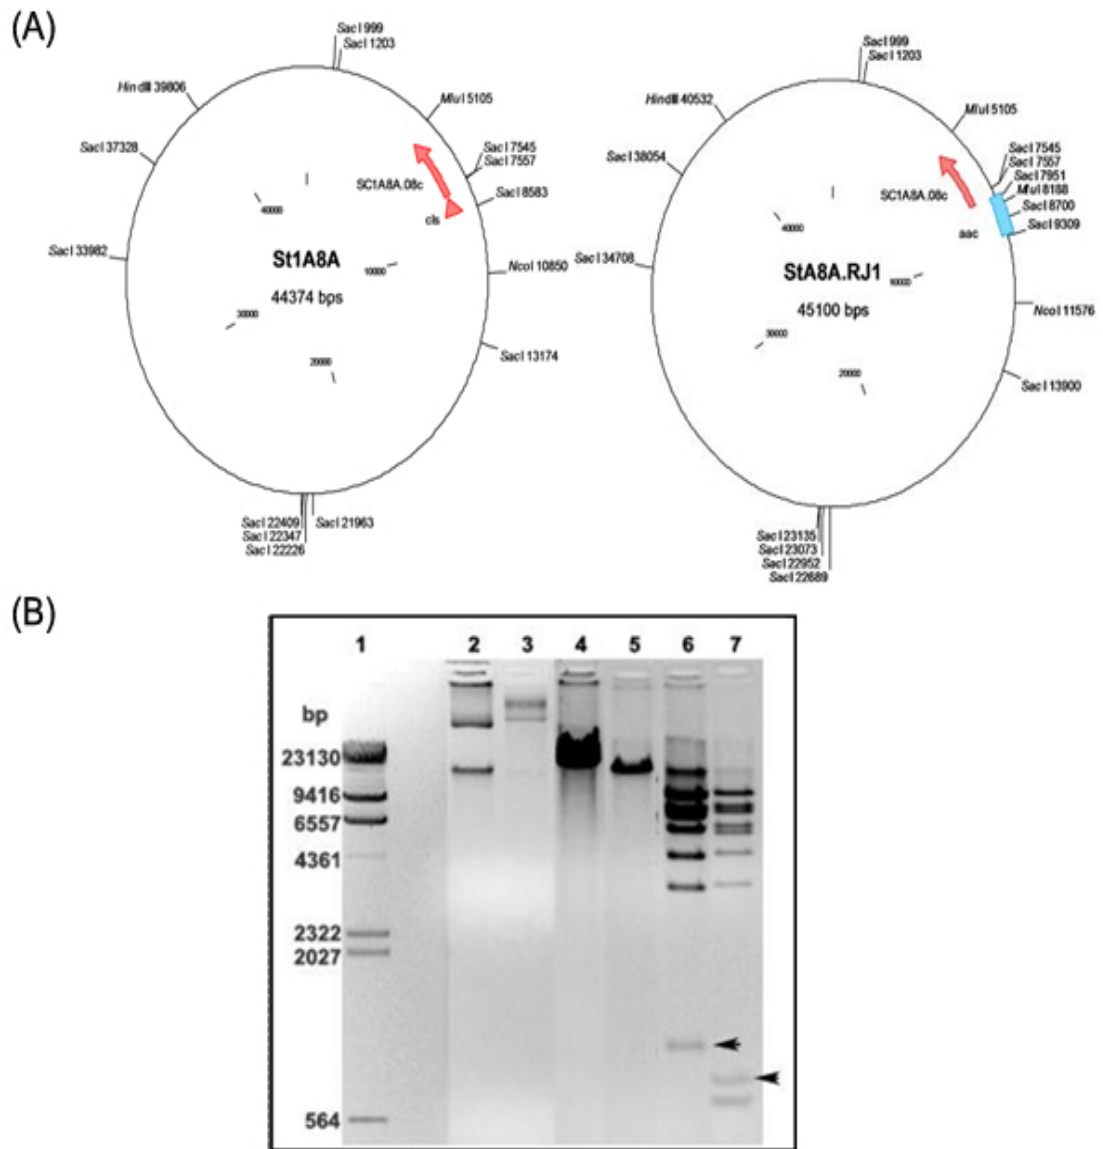 (A)
SacI 999
SacI 1203
HindIII 39806
MluI 5105
SacI 37328
SacI 7545
SacI 7557
SC1A8A.08c
SacI 8583
cls
40000
SacI 33982
St1A8A
10000
NcoI 10850
44374 bps
30000
20000
SacI 13174
SacI 22409
SacI 21963
SacI 22347
SacI 22226
SacI 999
SacI 1203
HindIII 40532
MluI 5105
SacI 38054
SacI 7545
SacI 7557
SacI 7951
MluI 8188
SC1A8A.08c
SacI 8700
aac
SacI 9309
40000
SacI 34708
StA8A.RJ1
10000
45100 bps
NcoI 11576
30000
20000
SacI 13900
SacI 23135
SacI 23073
SacI 22952
SacI 22689
(B)
1 2 3 4 5 6 7
bp
23130
9416
6557
4361
2322
2027
564